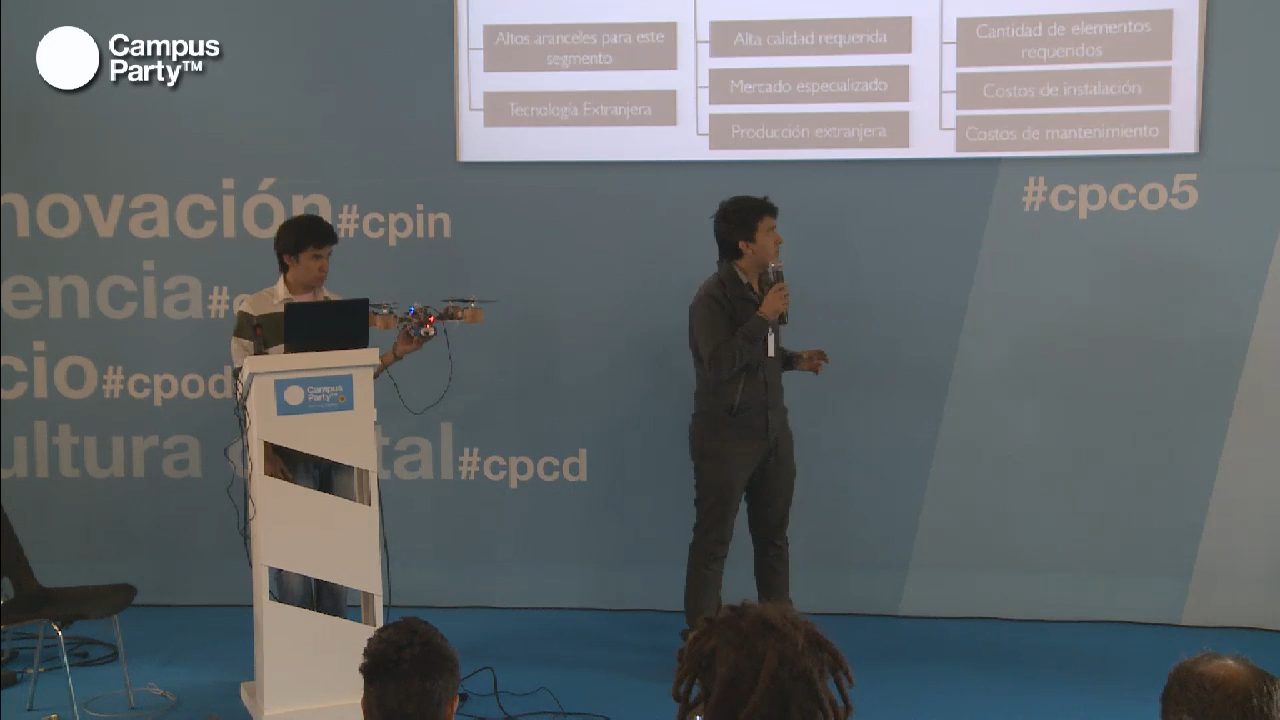 Campus
Party™
Altos aranceles para este
segmento
Tecnología Extranjera
Alta calidad requerida
Mercado especializado
Producción extranjera
Cantidad de elementos
requeridos
Costos de instalación
Costos de mantenimiento
#cpco5
novación#cpin
encia#c
cio#cpod
ultura tal#cpcd
Campus
Party™